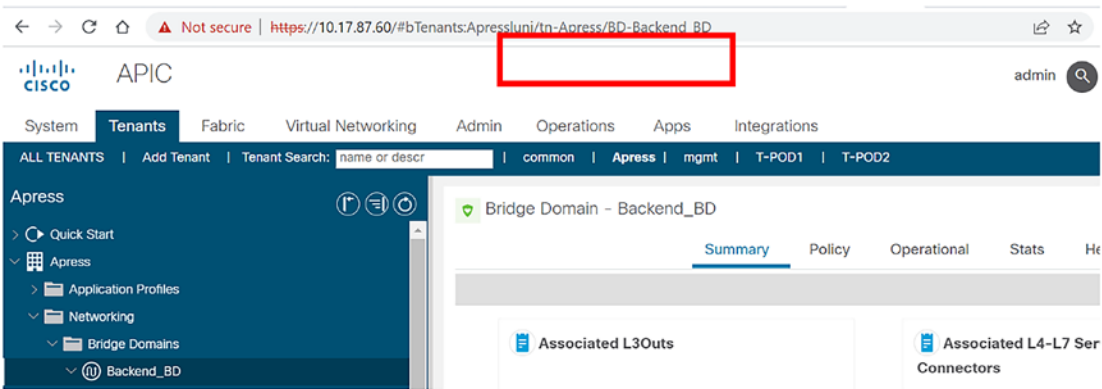 Not secure | https://10.17.87.60/#bTenants:Apress|uni/tn-Apress/BD-Backend_BD
CISCO APIC admin
System Tenants Fabric Virtual Networking Admin Operations Apps Integrations
ALL TENANTS | Add Tenant | Tenant Search: name or descr | common | Apress | mgmt | T-POD1 | T-POD2
Apress
Bridge Domain - Backend_BD
Quick Start
Summary Policy Operational Stats He
Apress
Application Profiles
Networking
Bridge Domains
Associated L3Outs
Associated L4-L7 Ser
Connectors
Backend_BD